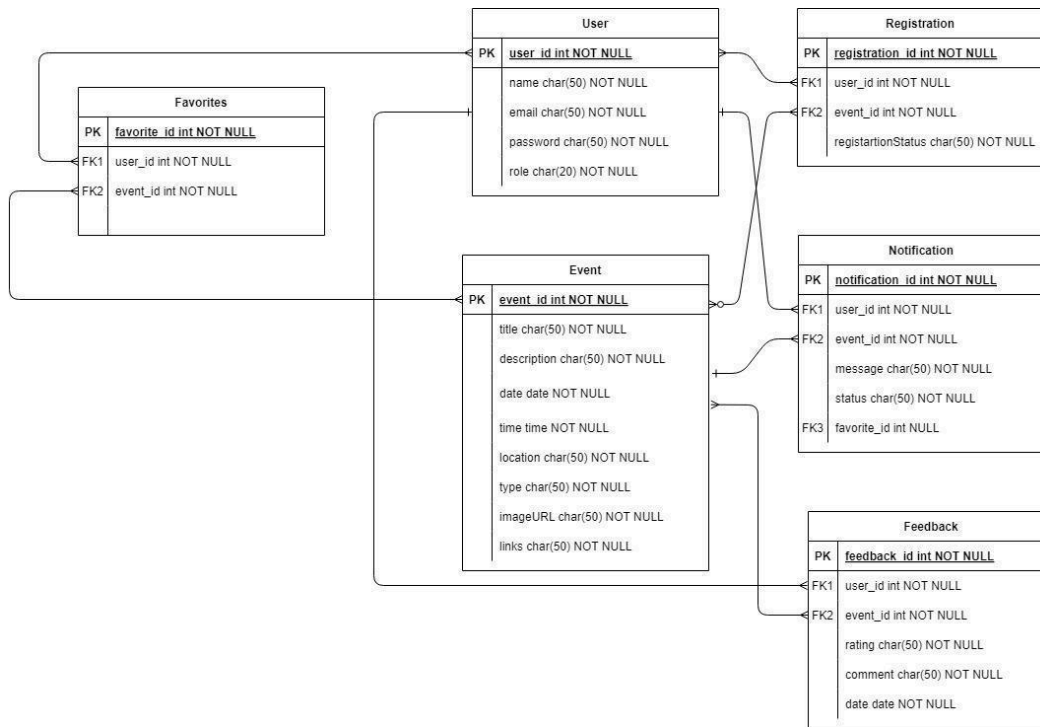 User
PK user_id int NOT NULL
name char(50) NOT NULL
email char(50) NOT NULL
password char(50) NOT NULL
role char(20) NOT NULL
Registration
PK registration_id int NOT NULL
FK1 user_id int NOT NULL
FK2 event_id int NOT NULL
registartionStatus char(50) NOT NULL
Favorites
PK favorite_id int NOT NULL
FK1 user_id int NOT NULL
FK2 event_id int NOT NULL
Event
PK event_id int NOT NULL
title char(50) NOT NULL
description char(50) NOT NULL
date date NOT NULL
time time NOT NULL
location char(50) NOT NULL
type char(50) NOT NULL
imageURL char(50) NOT NULL
links char(50) NOT NULL
Notification
PK notification_id int NOT NULL
FK1 user_id int NOT NULL
FK2 event_id int NOT NULL
message char(50) NOT NULL
status char(50) NOT NULL
FK3 favorite_id int NULL
Feedback
PK feedback_id int NOT NULL
FK1 user_id int NOT NULL
FK2 event_id int NOT NULL
rating char(50) NOT NULL
comment char(50) NOT NULL
date date NOT NULL